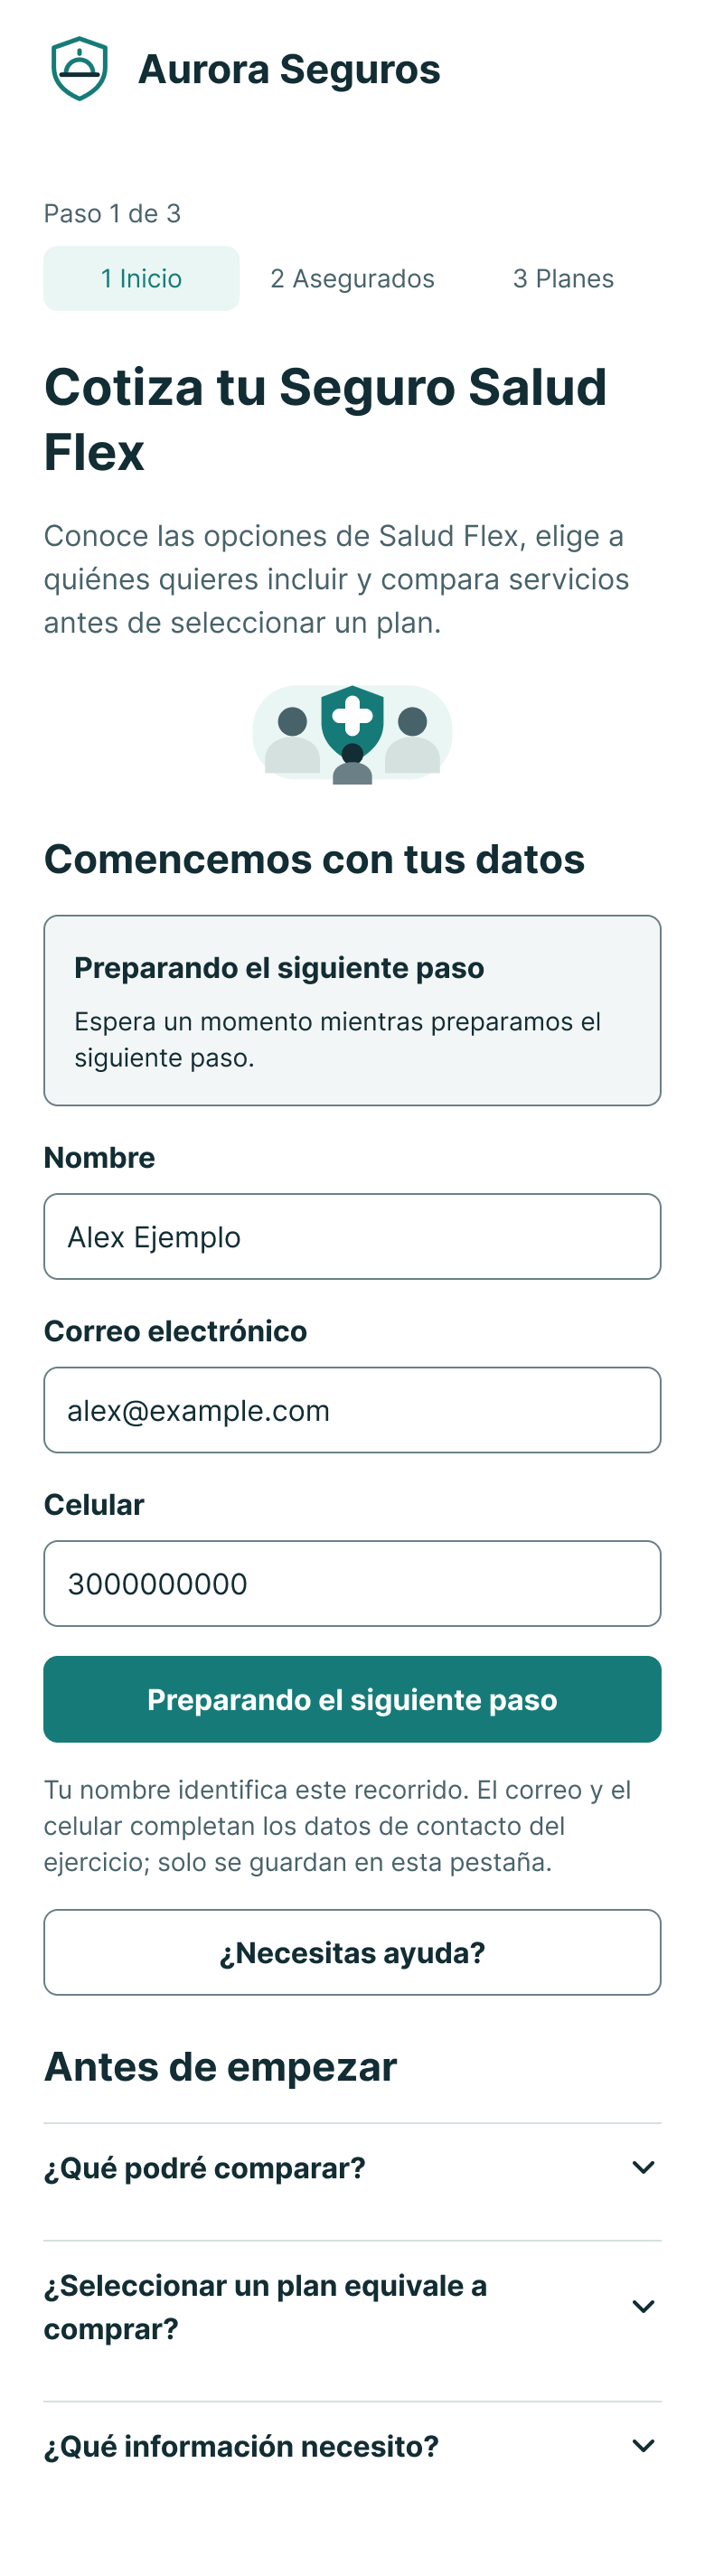 Aurora Seguros
Paso 1 de 3
1 Inicio
2 Asegurados
3 Planes
Cotiza tu Seguro Salud
Flex
Conoce las opciones de Salud Flex, elige a
quiénes quieres incluir y compara servicios
antes de seleccionar un plan.
Comencemos con tus datos
Preparando el siguiente paso
Espera un momento mientras preparamos el
siguiente paso.
Nombre
Alex Ejemplo
Correo electrónico
alex@example.com
Celular
3000000000
Preparando el siguiente paso
Tu nombre identifica este recorrido. El correo y el
celular completan los datos de contacto del
ejercicio; solo se guardan en esta pestaña.
¿Necesitas ayuda?
Antes de empezar
¿Qué podré comparar?
¿Seleccionar un plan equivale a
comprar?
¿Qué información necesito?